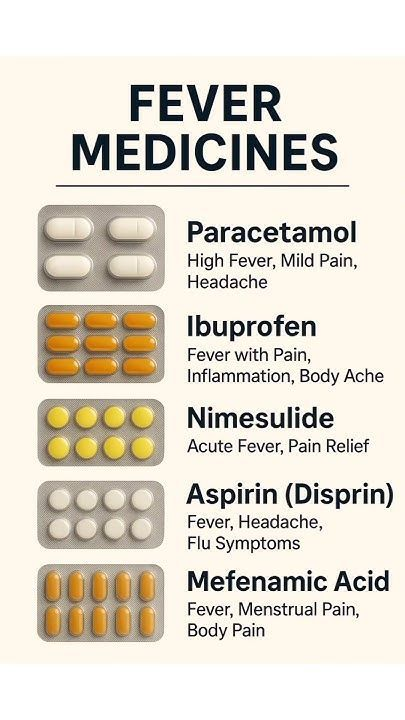 FEVER
MEDICINES
Paracetamol
High Fever, Mild Pain,
Headache
Ibuprofen
Fever with Pain,
Inflammation, Body Ache
Nimesulide
Acute Fever, Pain Relief
Aspirin (Disprin)
Fever, Headache,
Flu Symptoms
Mefenamic Acid
Fever, Menstrual Pain,
Body Pain